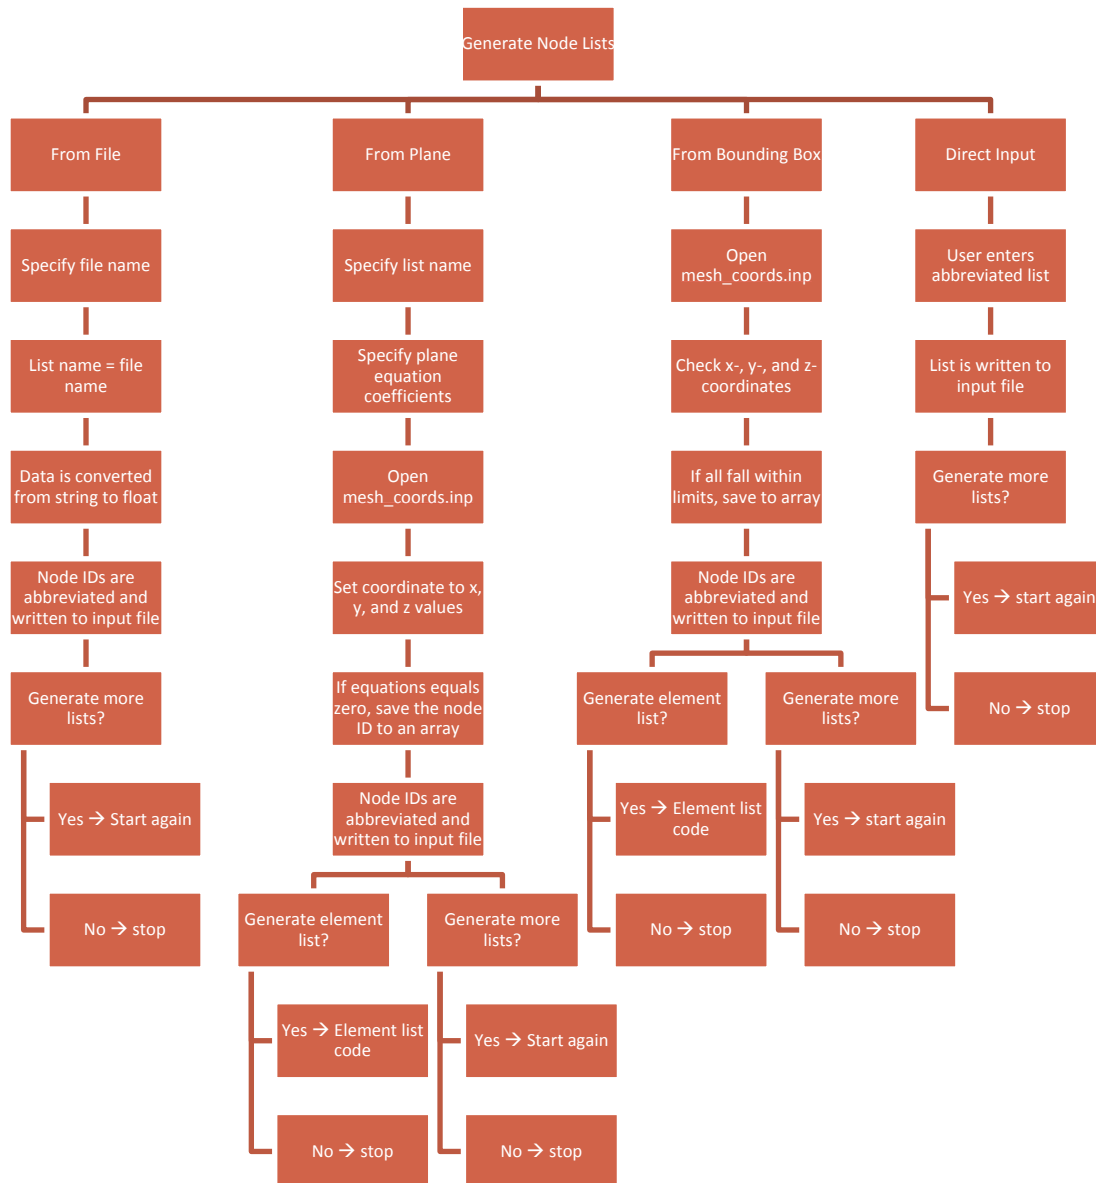 Generate Node Lists
From File
From Plane
From Bounding Box
Direct Input
Specify file name
Specify list name
Open
mesh_coords.inp
User enters
abbreviated list
List name = file
name
Specify plane
equation
coefficients
Check x-, y-, and z-
coordinates
List is written to
input file
Data is converted
from string to float
Open
mesh_coords.inp
If all fall within
limits, save to array
Generate more
lists?
Node IDs are
abbreviated and
written to input file
Set coordinate to x,
y, and z values
Node IDs are
abbreviated and
written to input file
Yes → start again
Generate more
lists?
If equations equals
zero, save the node
ID to an array
Generate element
list?
Generate more
lists?
No → stop
Yes → Start again
Node IDs are
abbreviated and
written to input file
Yes → Element list
code
Yes → start again
No → stop
Generate element
list?
Generate more
lists?
No → stop
No → stop
Yes → Element list
code
Yes → Start again
No → stop
No → stop